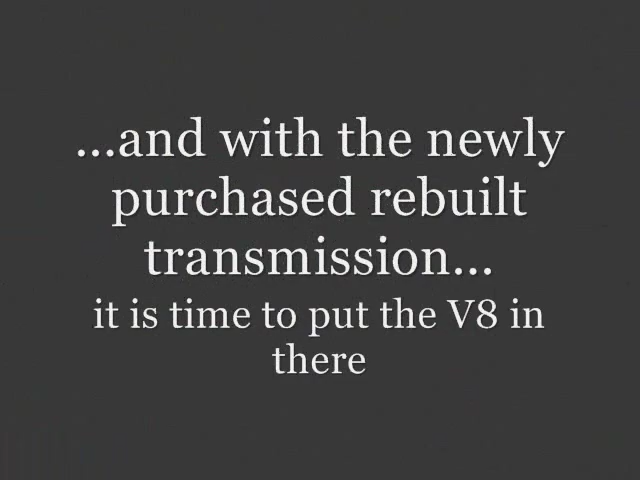 ...and with the newly
purchased rebuilt
transmission...
it is time to put the V8 in
there